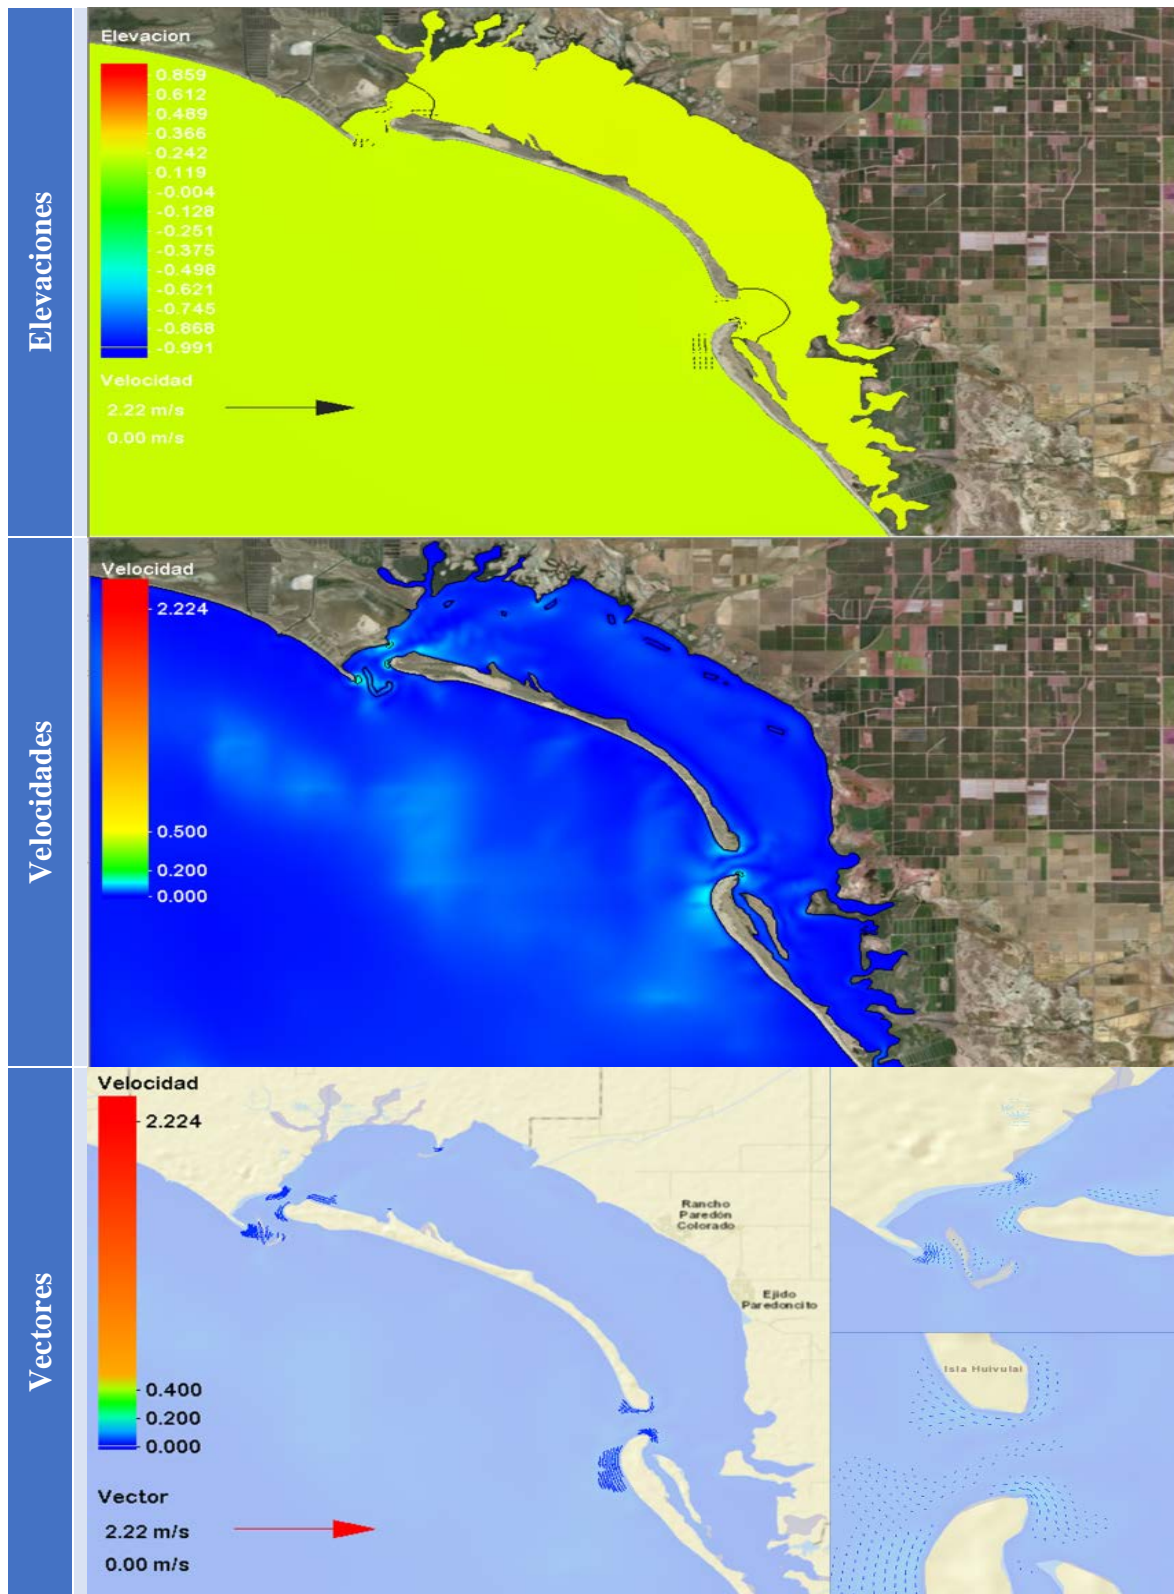 Elevaciones
Elevacion
0.859
0.612
0.489
0.366
0.242
0.119
-0.004
-0.128
-0.251
-0.375
-0.498
-0.621
-0.745
-0.868
-0.991
Velocidad
2.22 m/s
0.00 m/s
Velocidades
Velocidad
2.224
0.500
0.200
0.000
Vectores
Velocidad
2.224
0.400
0.200
0.000
Vector
2.22 m/s
0.00 m/s
Rancho
Paredón
Colorado
Ejido
Paredoncito
Isla Huivulai